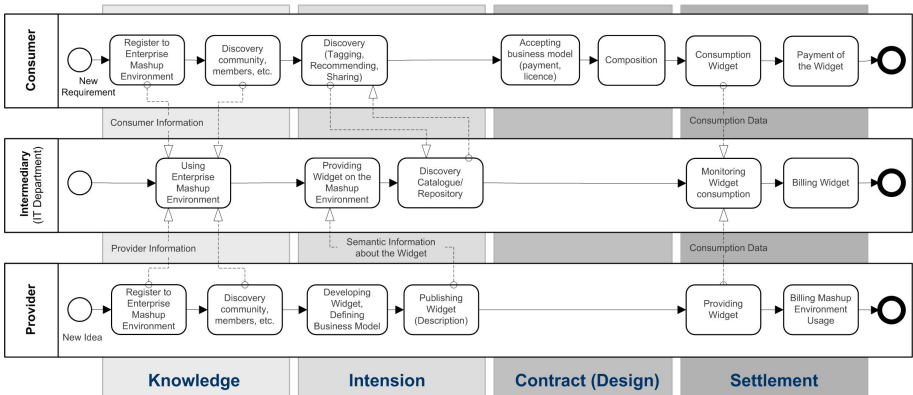 Consumer
New
Requirement
Register to
Enterprise
Mashup
Environment
Discovery
community,
members, etc.
Discovery
(Tagging,
Recommending,
Sharing)
Accepting
business model
(payment,
licence)
Composition
Consumption
Widget
Payment of
the Widget
Consumer Information
Consumption Data
Intermediary
(IT Department)
Using
Enterprise
Mashup
Environment
Providing
Widget on the
Mashup
Environment
Discovery
Catalogue/
Repository
Monitoring
Widget
consumption
Billing Widget
Provider Information
Semantic Information
about the Widget
Consumption Data
Provider
New Idea
Register to
Enterprise
Mashup
Environment
Discovery
community,
members, etc.
Developing
Widget,
Defining
Business Model
Publishing
Widget
(Description)
Providing
Widget
Billing Mashup
Environment
Usage
Knowledge
Intension
Contract (Design)
Settlement